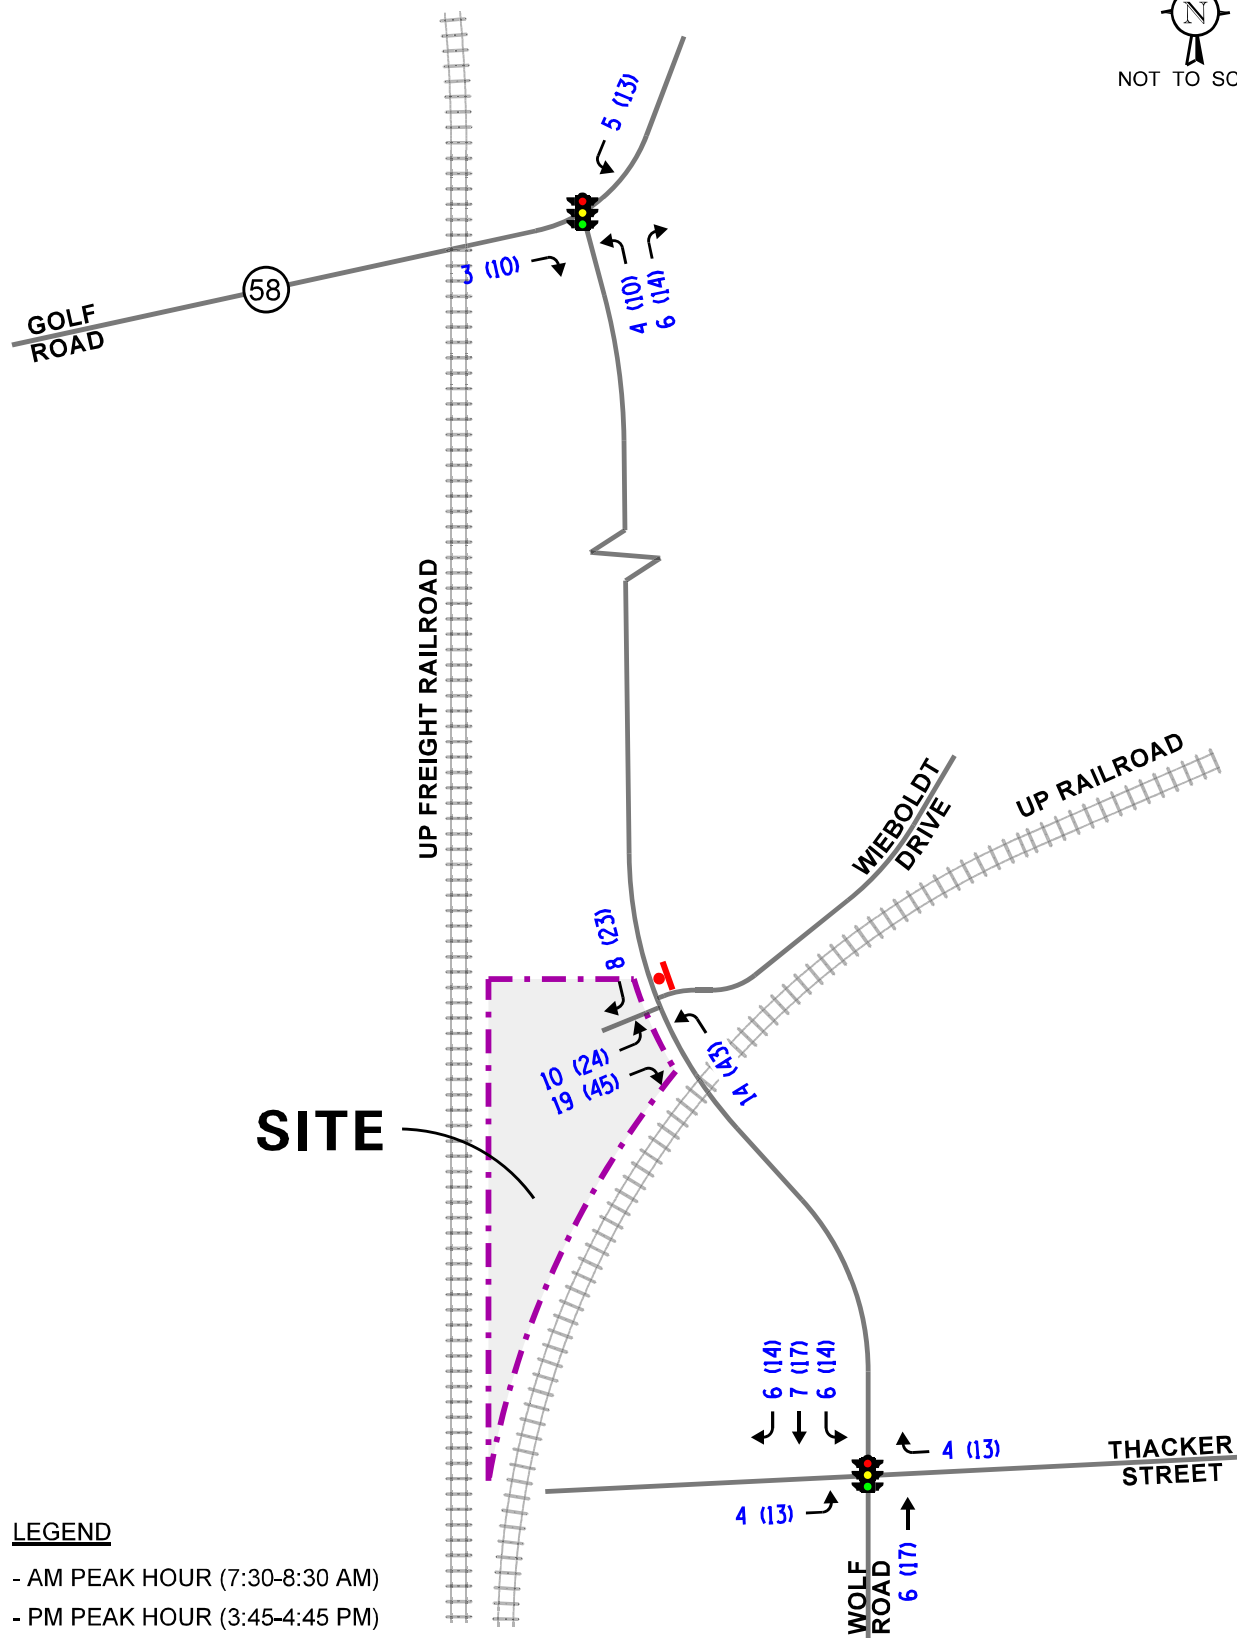 N
NOT TO SC
5 (13)
3 (10)
4 (10)
6 (14)
58
GOLF
ROAD
UP FREIGHT RAILROAD
WIEBOLDT
DRIVE
UP RAILROAD
8 (23)
10 (24)
19 (45)
14 (43)
SITE
6 (14)
7 (17)
6 (14)
4 (13)
THACKER
STREET
4 (13)
6 (17)
WOLF
ROAD
LEGEND
- AM PEAK HOUR (7:30-8:30 AM)
- PM PEAK HOUR (3:45-4:45 PM)